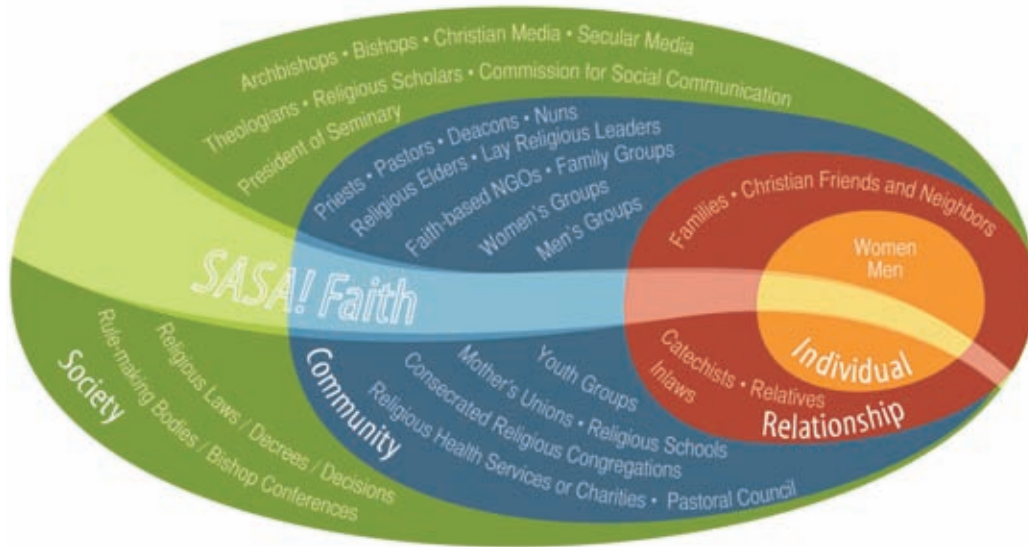 Archbishops • Bishops • Christian Media • Secular Media
Theologians • Religious Scholars • Commission for Social Communication
President of Seminary
Priests • Pastors • Deacons • Nuns
Religious Elders • Lay Religious Leaders
Faith-based NGOs • Family Groups
Women's Groups
Men's Groups
Families • Christian Friends and Neighbors
Women
Men
SASA! Faith
Individual
Catechists • Relatives
Inlaws
Relationship
Youth Groups
Mother's Unions • Religious Schools
Consecrated Religious Congregations
Religious Health Services or Charities • Pastoral Council
Community
Religious Laws / Decrees / Decisions
Rule-making Bodies / Bishop Conferences
Society